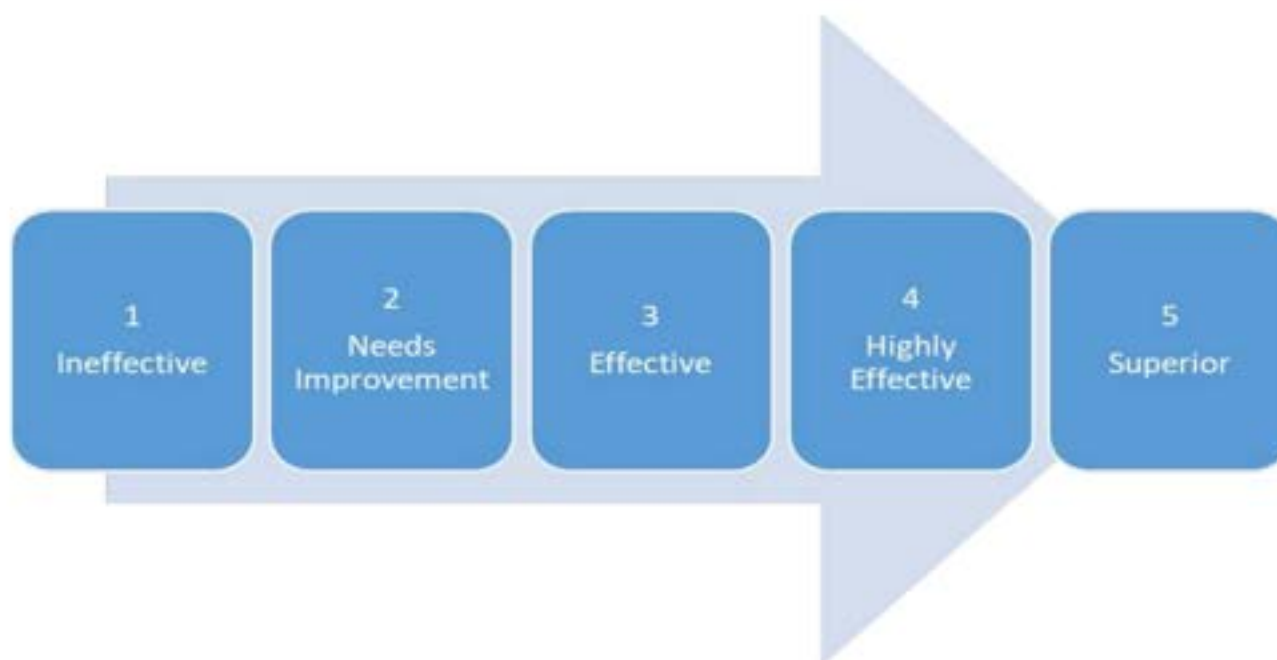 1
Ineffective
2
Needs
Improvement
3
Effective
4
Highly
Effective
5
Superior